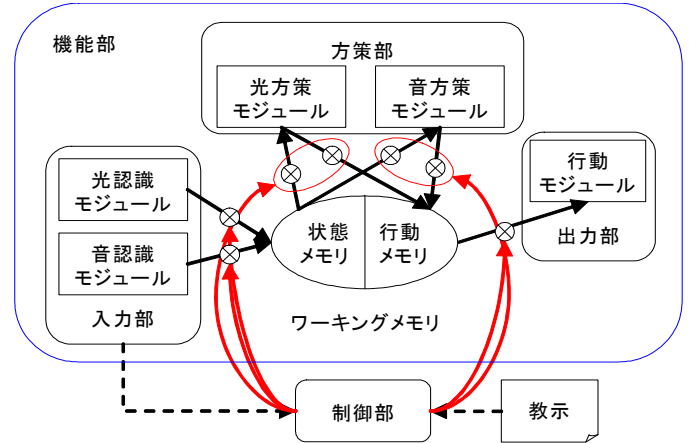 機能部
方策部
光方策
モジュール
音方策
モジュール
光認識
モジュール
音認識
モジュール
入力部
状態
メモリ
行動
メモリ
行動
モジュール
出力部
ワーキングメモリ
制御部
教示